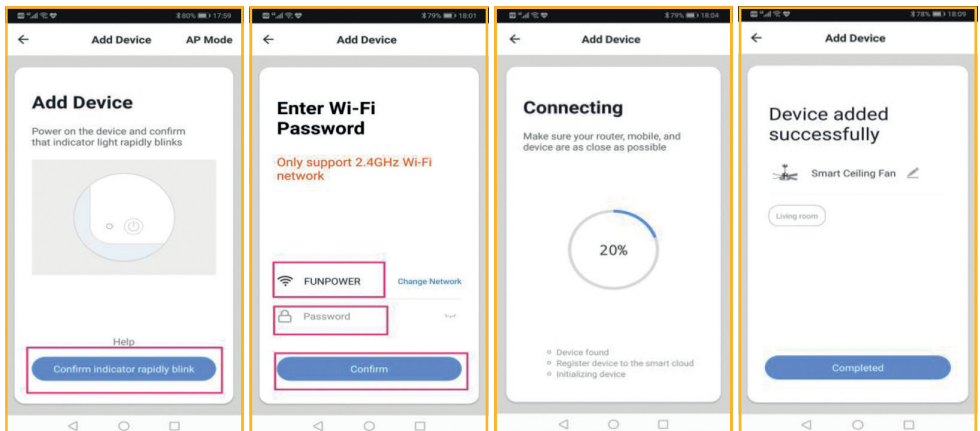 80% 17:59
Add Device
AP Mode
Add Device
Power on the device and confirm
that indicator light rapidly blinks
Help
Confirm indicator rapidly blink
79% 18:01
Add Device
Enter Wi-Fi
Password
Only support 2.4GHz Wi-Fi
network
FUNPOWER
Change Network
Password
Confirm
79% 18:04
Add Device
Connecting
Make sure your router, mobile, and
device are as close as possible
20%
Device found
Register device to the smart cloud
Initializing device
78% 18:09
Add Device
Device added
successfully
Smart Ceiling Fan
Living room
Completed